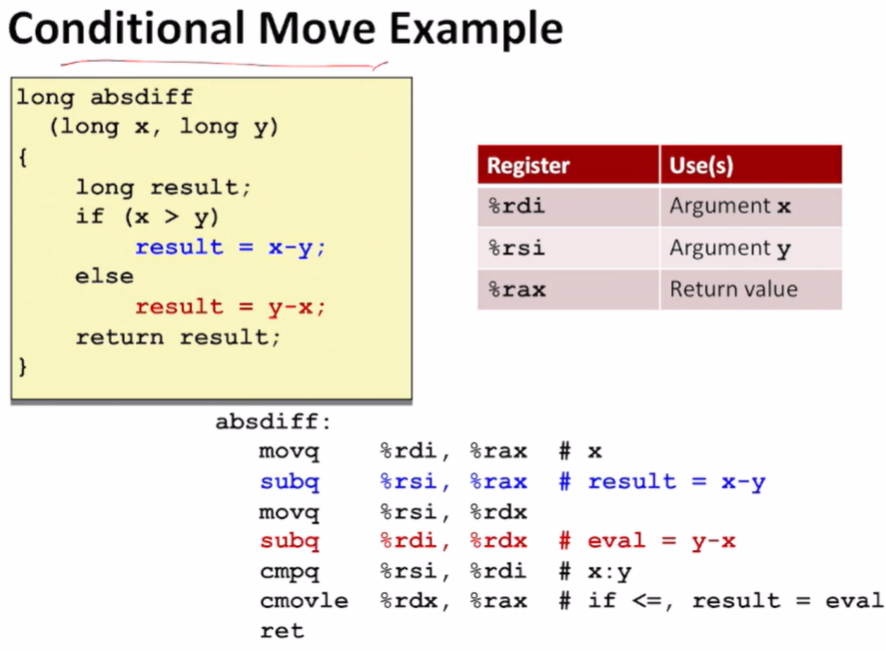 Conditional Move Example
long absdiff
(long x, long y)
{
long result;
if (x > y)
result = x-y;
else
result = y-x;
return result;
}
Register Use(s)
%rdi Argument x
%rsi Argument y
%rax Return value
absdiff:
movq %rdi, %rax # x
subq %rsi, %rax # result = x-y
movq %rsi, %rdx
subq %rdi, %rdx # eval = y-x
cmpq %rsi, %rdi # x:y
cmovle %rdx, %rax # if <=, result = eval
ret